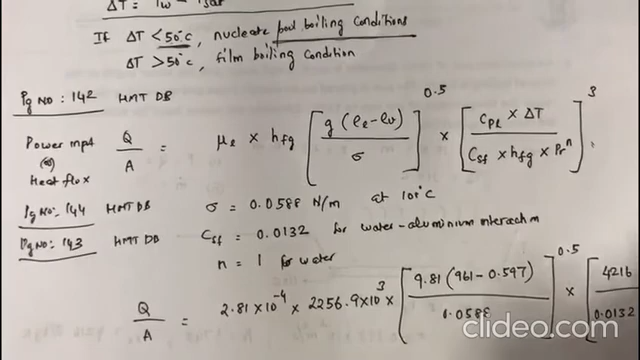 ΔT = Tw − Tsat
If ΔT < 50°C, nucleate pool boiling conditions
ΔT > 50°C, film boiling condition
Pg NO: 142 HMT DB
Power input (or) Heat flux Q/A = μl × hfg [g (ρl − ρv) / σ]^0.5 × [Cpl × ΔT / Csf × hfg × Pr^n]^3
Pg NO: 144 HMT DB σ = 0.0588 N/m at 100°C
Pg NO: 143 HMT DB Csf = 0.0132 for water-aluminium
n = 1 for water
Q/A = 2.81 × 10^-4 × 2256.9 × 10^3 × [9.81 (961 − 0.597) / 0.0588]^0.5 × [4216 / 0.0132
clideo.com